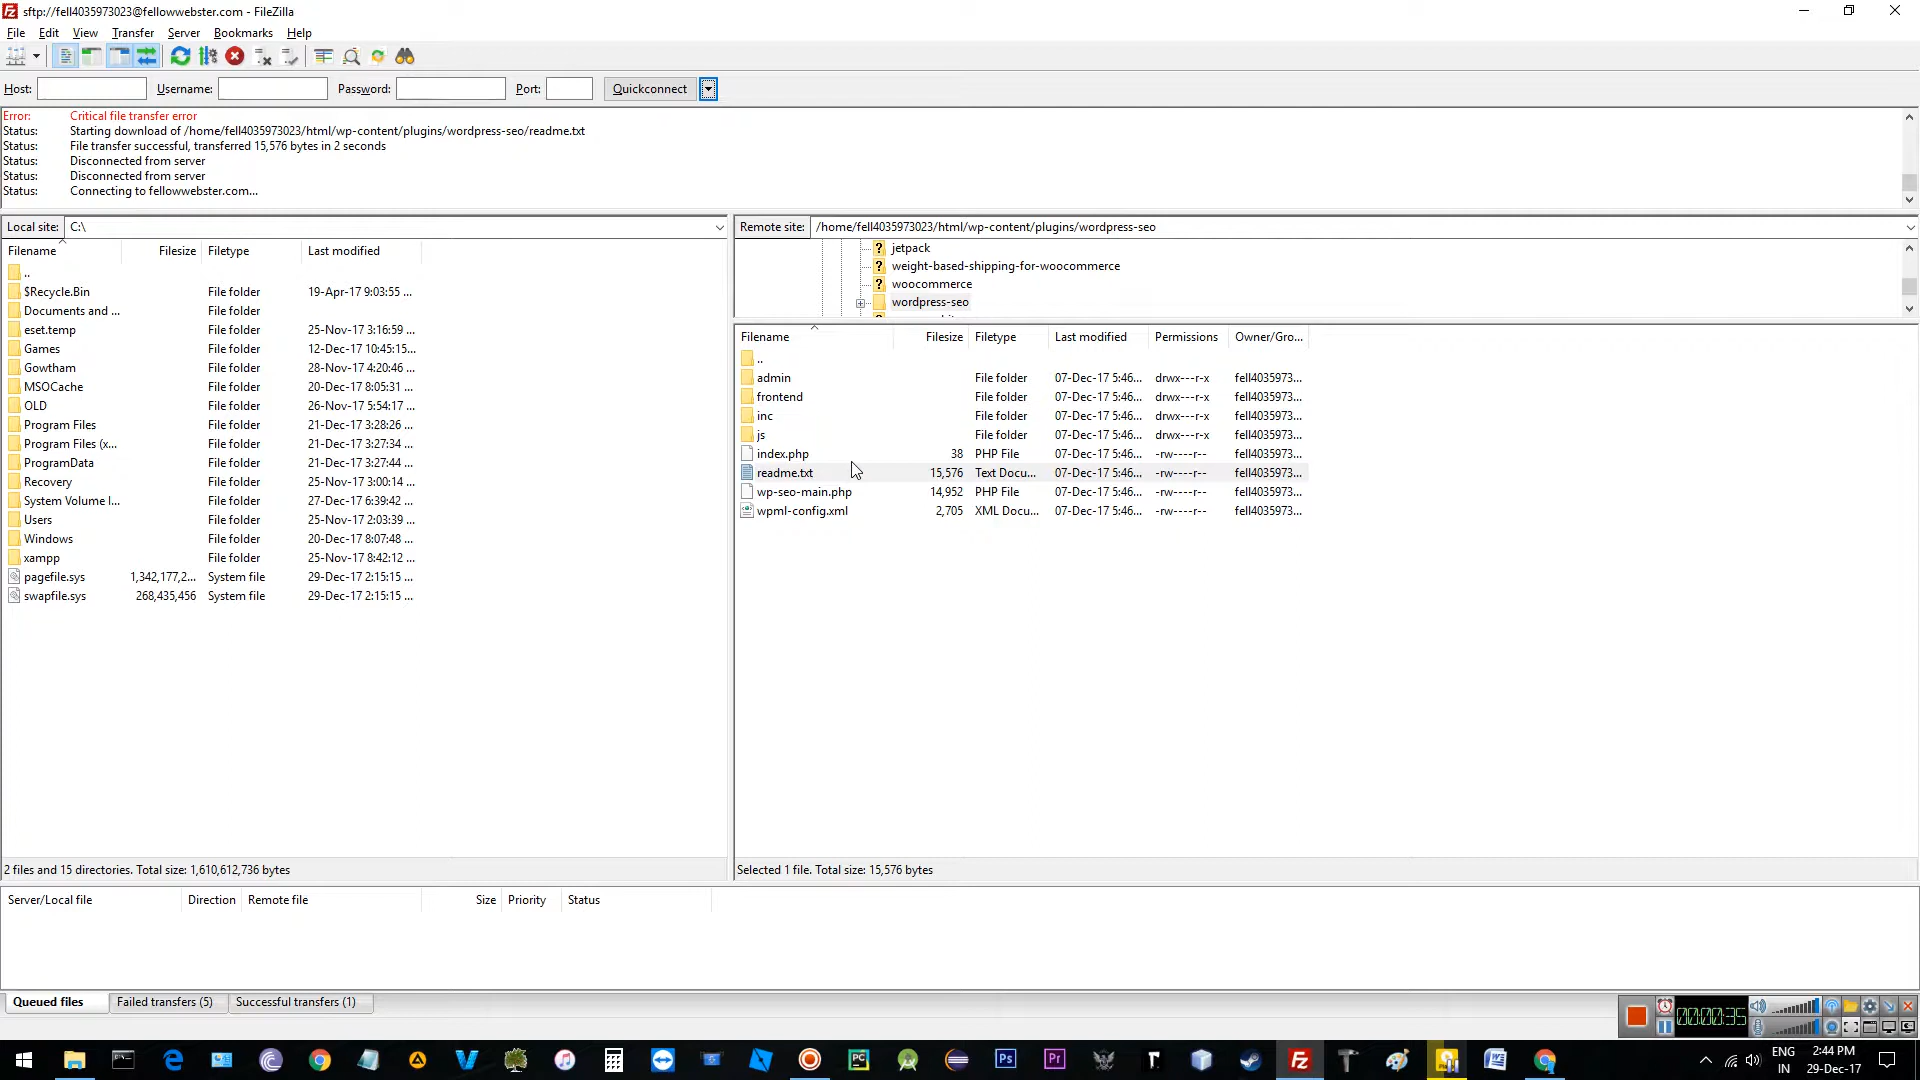 sftp://fell4035973023@fellowwebster.com - FileZilla
File Edit View Transfer Server Bookmarks Help
Host: Username: Password: Port: Quickconnect
Error: Critical file transfer error
Status: Starting download of /home/fell4035973023/html/wp-content/plugins/wordpress-seo/readme.txt
Status: File transfer successful, transferred 15,576 bytes in 2 seconds
Status: Disconnected from server
Status: Disconnected from server
Status: Connecting to fellowwebster.com...
Local site: C:\
Filename Filesize Filetype Last modified
..
$Recycle.Bin File folder 19-Apr-17 9:03:55 ...
Documents and ... File folder
eset.temp File folder 25-Nov-17 3:16:59 ...
Games File folder 12-Dec-17 10:45:15...
Gowtham File folder 28-Nov-17 4:20:46 ...
MSOCache File folder 20-Dec-17 8:05:31 ...
OLD File folder 26-Nov-17 5:54:17 ...
Program Files File folder 21-Dec-17 3:28:26 ...
Program Files (x... File folder 21-Dec-17 3:27:34 ...
ProgramData File folder 21-Dec-17 3:27:44 ...
Recovery File folder 25-Nov-17 3:00:14 ...
System Volume I... File folder 27-Dec-17 6:39:42 ...
Users File folder 25-Nov-17 2:03:39 ...
Windows File folder 20-Dec-17 8:07:48 ...
xampp File folder 25-Nov-17 8:42:12 ...
pagefile.sys 1,342,177,2... System file 29-Dec-17 2:15:15 ...
swapfile.sys 268,435,456 System file 29-Dec-17 2:15:15 ...
2 files and 15 directories. Total size: 1,610,612,736 bytes
Remote site: /home/fell4035973023/html/wp-content/plugins/wordpress-seo
jetpack
weight-based-shipping-for-woocommerce
woocommerce
wordpress-seo
Filename Filesize Filetype Last modified Permissions Owner/Gro...
..
admin File folder 07-Dec-17 5:46... drwx---r-x fell4035973...
frontend File folder 07-Dec-17 5:46... drwx---r-x fell4035973...
inc File folder 07-Dec-17 5:46... drwx---r-x fell4035973...
js File folder 07-Dec-17 5:46... drwx---r-x fell4035973...
index.php 38 PHP File 07-Dec-17 5:46... -rw----r-- fell4035973...
readme.txt 15,576 Text Docu... 07-Dec-17 5:46... -rw----r-- fell4035973...
wp-seo-main.php 14,952 PHP File 07-Dec-17 5:46... -rw----r-- fell4035973...
wpml-config.xml 2,705 XML Docu... 07-Dec-17 5:46... -rw----r-- fell4035973...
Selected 1 file. Total size: 15,576 bytes
Server/Local file Direction Remote file Size Priority Status
Queued files Failed transfers (5) Successful transfers (1)
00:00:35
ENG 2:44 PM
IN 29-Dec-17